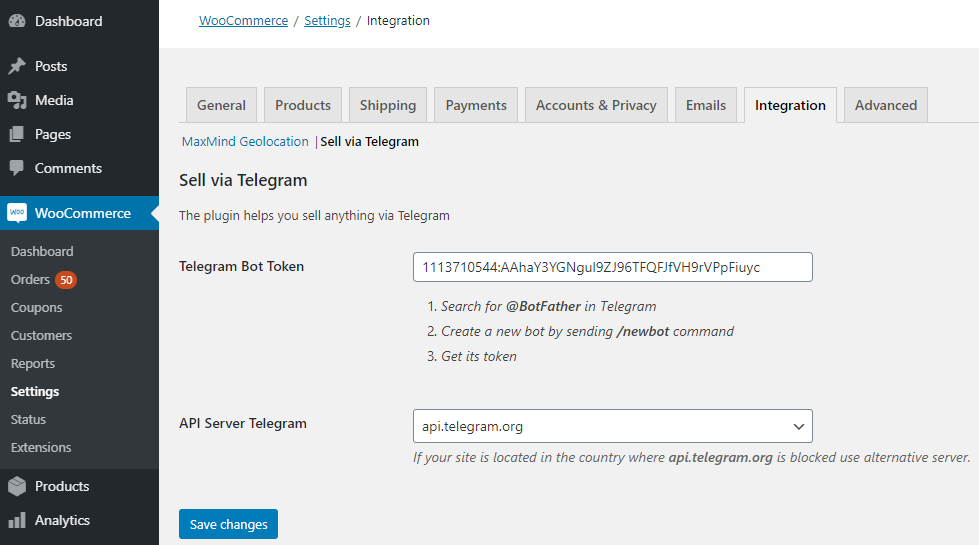 Dashboard
Posts
Media
Pages
Comments
WOO WooCommerce
Dashboard
Orders 50
Coupons
Customers
Reports
Settings
Status
Extensions
Products
Analytics
WooCommerce / Settings / Integration
General Products Shipping Payments Accounts & Privacy Emails Integration Advanced
MaxMind Geolocation | Sell via Telegram
Sell via Telegram
The plugin helps you sell anything via Telegram
Telegram Bot Token 1113710544:AAhaY3YGNgul9ZJ96TFQFJfVH9rVPpFiuyc
1. Search for @BotFather in Telegram
2. Create a new bot by sending /newbot command
3. Get its token
API Server Telegram api.telegram.org
If your site is located in the country where api.telegram.org is blocked use alternative server.
Save changes